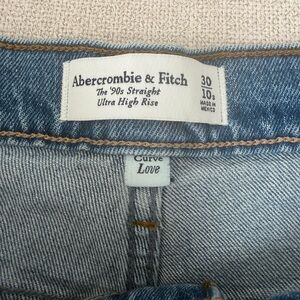 Abercrombie & Fitch
The '90s Straight
Ultra High Rise
30
10s
MADE IN
MEXICO
Curve
Love